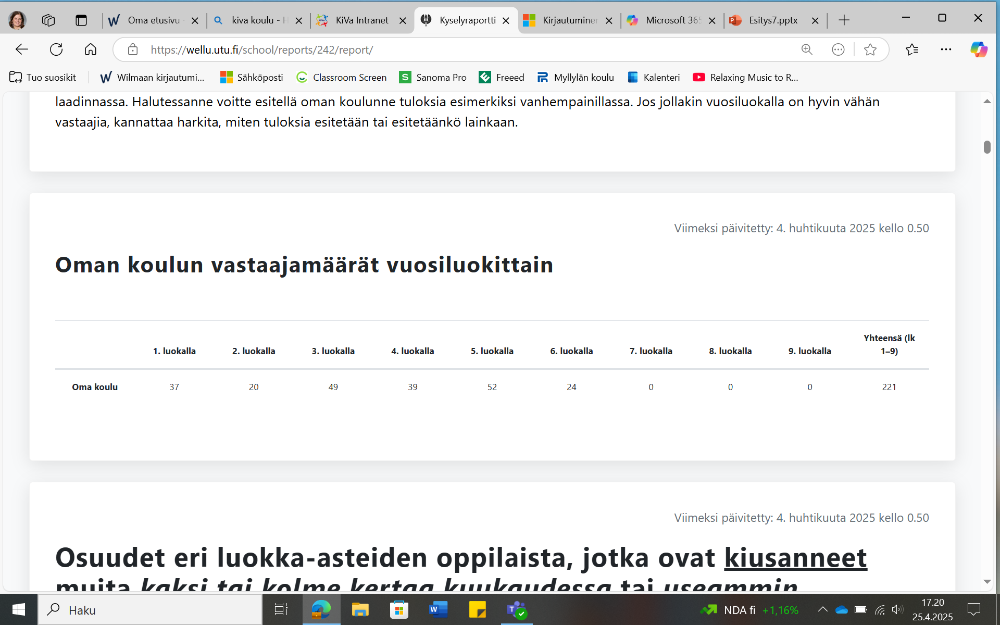 Oma etusivu
kiva koulu - H
KiVa Intranet
Kyselyraportti
Kirjautuminen
Microsoft 365
Esitys7.pptx
https://wellu.utu.fi/school/reports/242/report/
Tuo suosikit
Wilmaan kirjautumi...
Sähköposti
Classroom Screen
Sanoma Pro
Freeed
Myllylän koulu
Kalenteri
Relaxing Music to R...
laadinnassa. Halutessanne voitte esitellä oman koulunne tuloksia esimerkiksi vanhempainillassa. Jos jollakin vuosiluokalla on hyvin vähän
vastaajia, kannattaa harkita, miten tuloksia esitetään tai esitetäänkö lainkaan.
Viimeksi päivitetty: 4. huhtikuuta 2025 kello 0.50
Oman koulun vastaajamäärät vuosiluokittain
1. luokalla 2. luokalla 3. luokalla 4. luokalla 5. luokalla 6. luokalla 7. luokalla 8. luokalla 9. luokalla Yhteensä (lk
1–9)
Oma koulu 37 20 49 39 52 24 0 0 0 221
Viimeksi päivitetty: 4. huhtikuuta 2025 kello 0.50
Osuudet eri luokka-asteiden oppilaista, jotka ovat kiusanneet
muita kaksi tai kolme kertaa kuukaudessa tai useammin
Haku
NDA fi +1,16%
17.20
25.4.2025